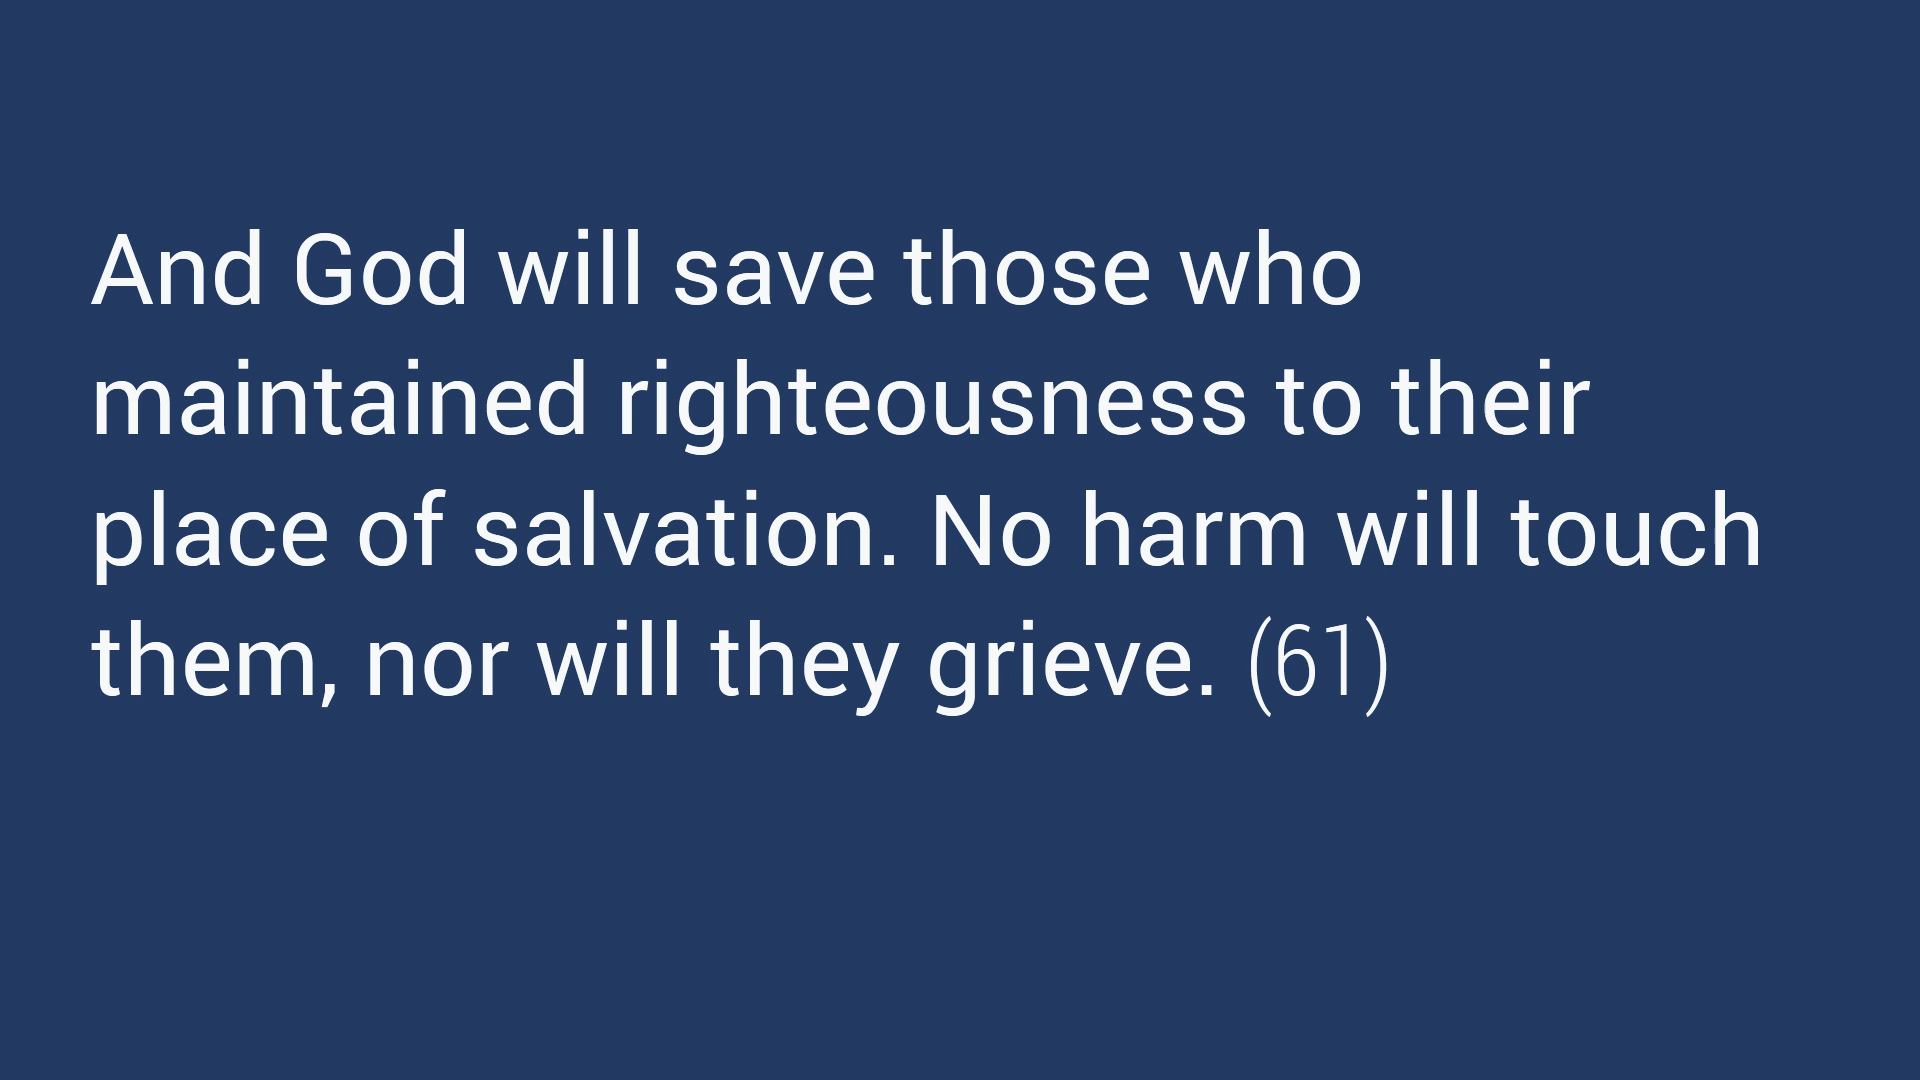 And God will save those who
maintained righteousness to their
place of salvation. No harm will touch
them, nor will they grieve. (61)